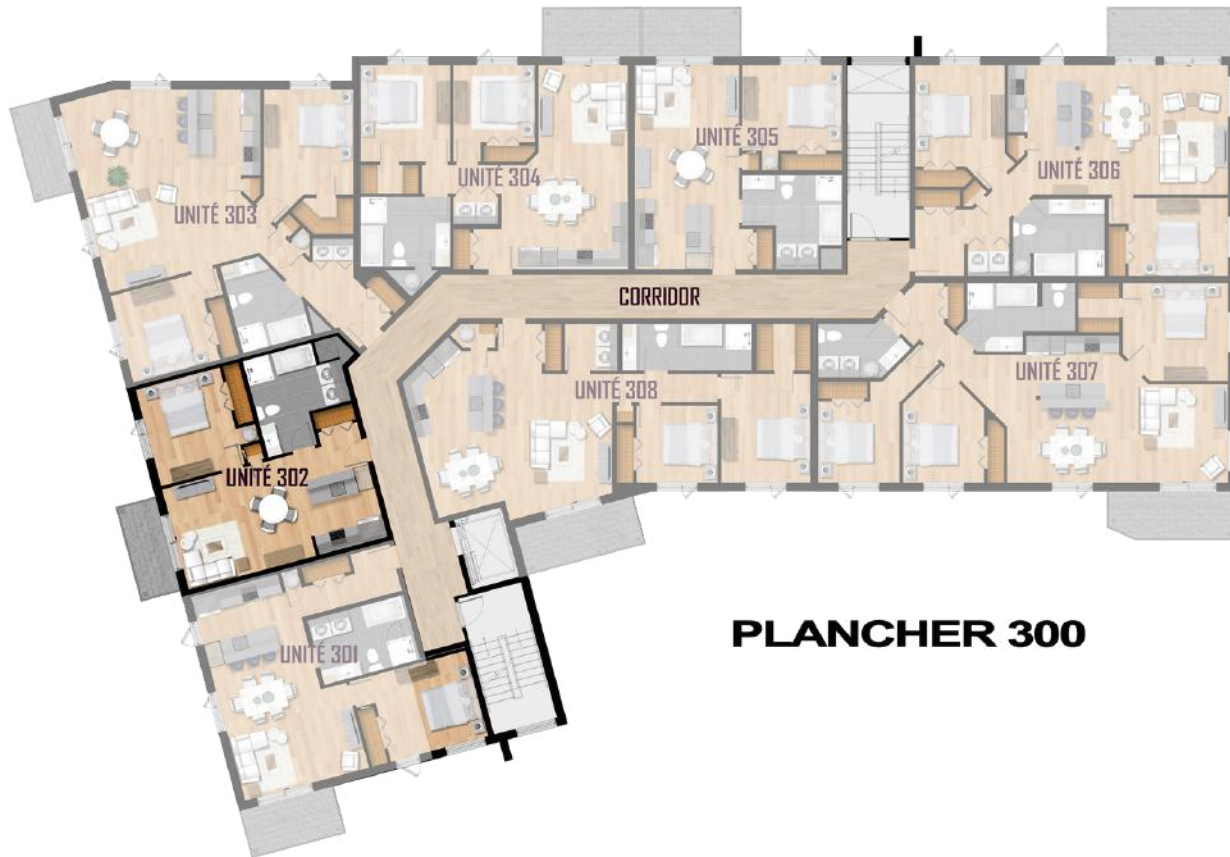 UNITÉ 305
UNITÉ 304
UNITÉ 306
UNITÉ 303
CORRIDOR
UNITÉ 307
UNITÉ 308
UNITÉ 302
PLANCHER 300
UNITÉ 301